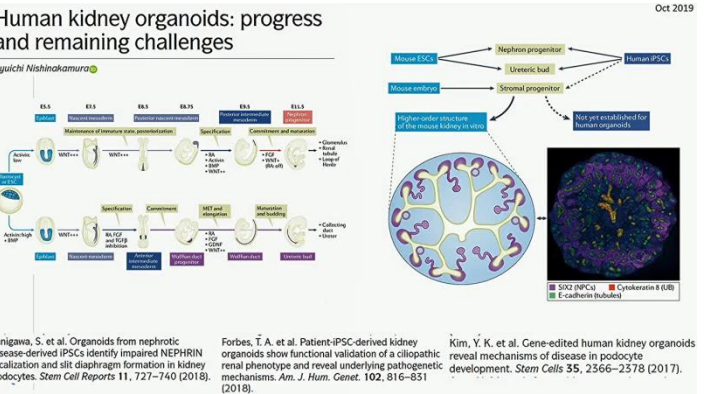 Oct 2019
Human kidney organoids: progress
and remaining challenges
yuichi Nishinakamura
E5.5
E7.5
E8.5
E8.75
E9.5
E11.5
Epiblast
Nascent mesoderm
Posterior nascent mesoderm
Posterior intermediate
mesoderm
Nephron
progenitor
Maintenance of immature state, posteriorization
Specification
Commitment and maturation
Activin:
low
WNT+++
WNT+++
• RA
• Activin
• BMP
• WNT++
• FGF
• WNT+
(RA off)
• Glomerulus
• Renal
tubule
• Loop of
Henle
or ESC
Specification
Commitment
MET and
elongation
Maturation
and budding
Activin:high
+ BMP
WNT+++
RA, FGF
and TGFβ
inhibition
• RA
• FGF
• GDNF
• WNT++
• Collecting
duct
• Ureter
Epiblast
Nascent mesoderm
Anterior
intermediate
mesoderm
Wolffian duct
progenitor
Wolffian duct
Ureteric bud
Mouse ESCs
Nephron progenitor
Human iPSCs
Ureteric bud
Mouse embryo
Stromal progenitor
Higher-order structure
of the mouse kidney in vitro
Not yet established for
human organoids
SIX2 (NPCs)
Cytokeratin 8 (UB)
E-cadherin (tubules)
nigawa, S. et al. Organoids from nephrotic
sease-derived iPSCs identify impaired NEPHRIN
calization and slit diaphragm formation in kidney
odocytes. Stem Cell Reports 11, 727–740 (2018).
Forbes, T. A. et al. Patient-iPSC-derived kidney
organoids show functional validation of a ciliopathic
renal phenotype and reveal underlying pathogenetic
mechanisms. Am. J. Hum. Genet. 102, 816–831
(2018).
Kim, Y. K. et al. Gene-edited human kidney organoids
reveal mechanisms of disease in podocyte
development. Stem Cells 35, 2366–2378 (2017).